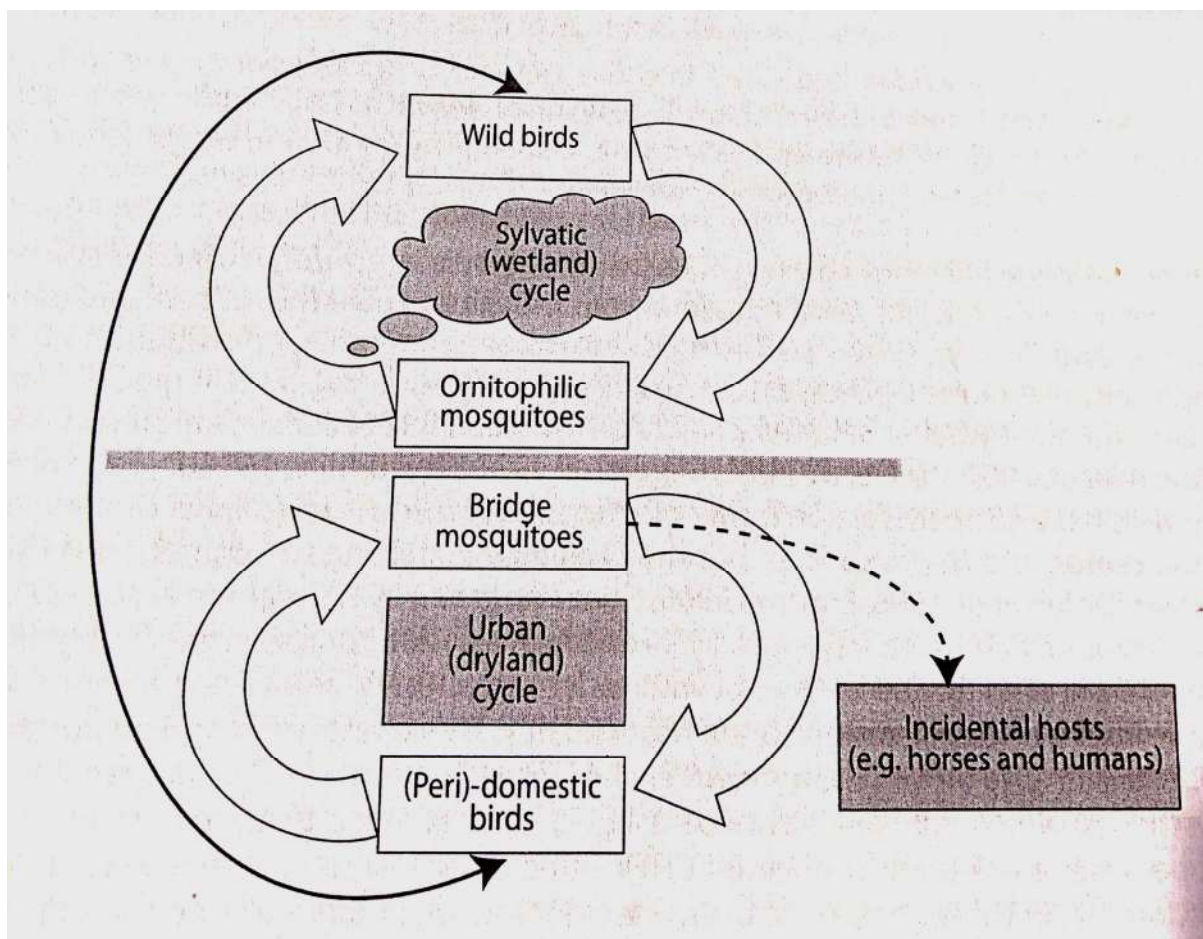 Wild birds
Sylvatic
(wetland)
cycle
Ornitophilic
mosquitoes
Bridge
mosquitoes
Urban
(dryland)
cycle
Incidental hosts
(e.g. horses and humans)
(Peri)-domestic
birds